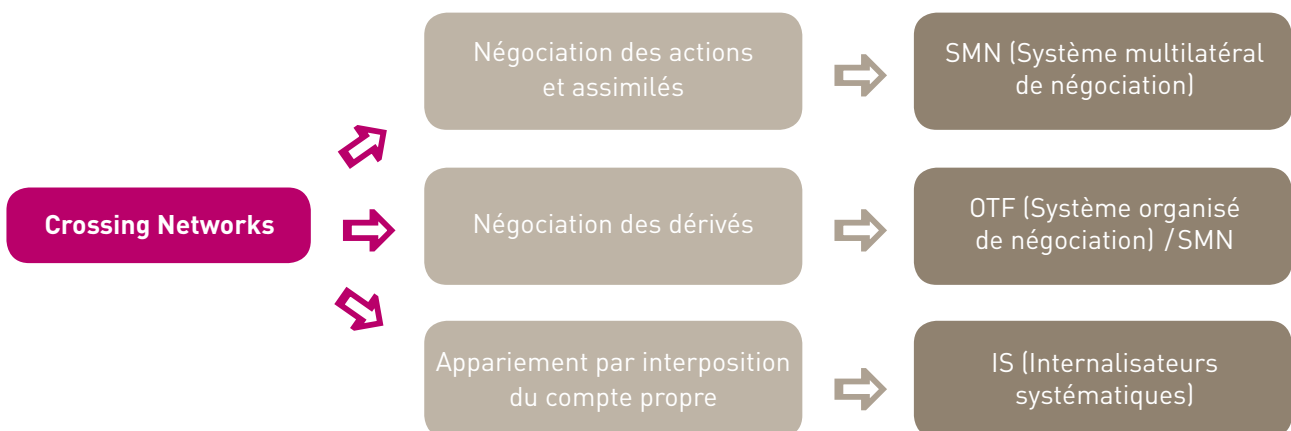 Négociation des actions
et assimilés
SMN (Système multilatéral
de négociation)
Crossing Networks
Négociation des dérivés
OTF (Système organisé
de négociation) /SMN
Appariement par interposition
du compte propre
IS (Internalisateurs
systématiques)